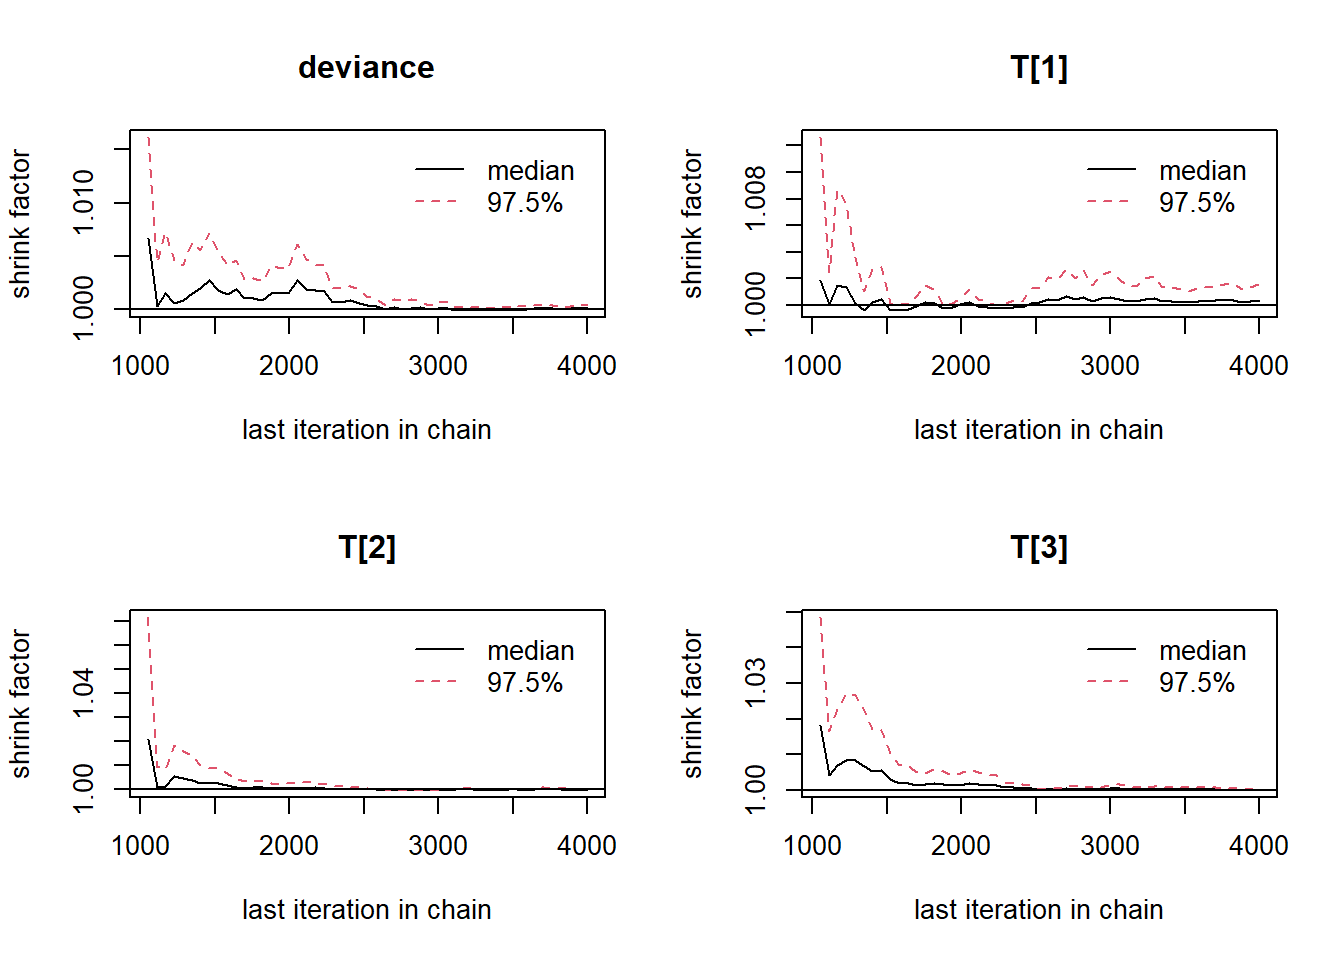 deviance
shrink factor
1.000 1.010
median
97.5%
1000 2000 3000 4000
last iteration in chain
T[1]
shrink factor
1.000 1.008
median
97.5%
1000 2000 3000 4000
last iteration in chain
T[2]
shrink factor
1.00 1.04
median
97.5%
1000 2000 3000 4000
last iteration in chain
T[3]
shrink factor
1.00 1.03
median
97.5%
1000 2000 3000 4000
last iteration in chain